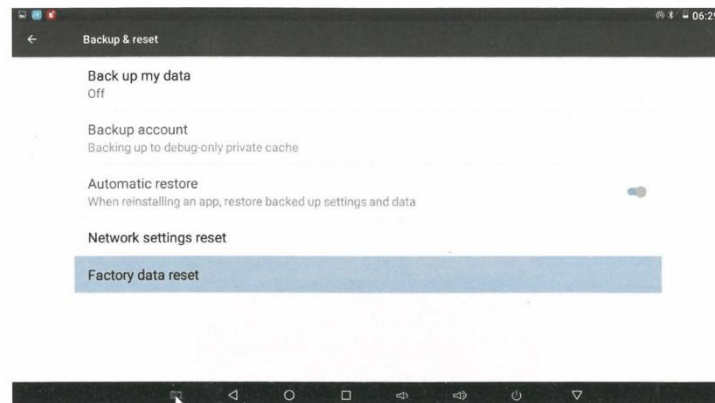 06:29
Backup & reset
Back up my data
Off
Backup account
Backing up to debug-only private cache
Automatic restore
When reinstalling an app, restore backed up settings and data
Network settings reset
Factory data reset